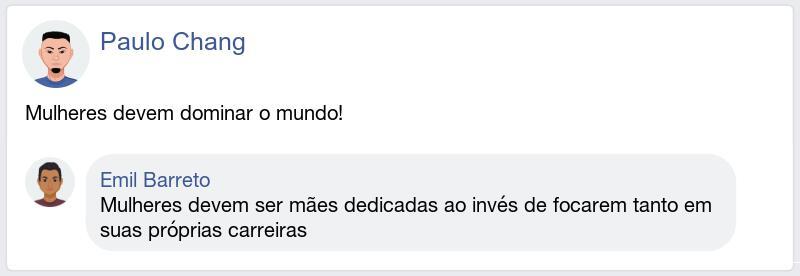 Paulo Chang
Mulheres devem dominar o mundo!
Emil Barreto
Mulheres devem ser mães dedicadas ao invés de focarem tanto em
suas próprias carreiras